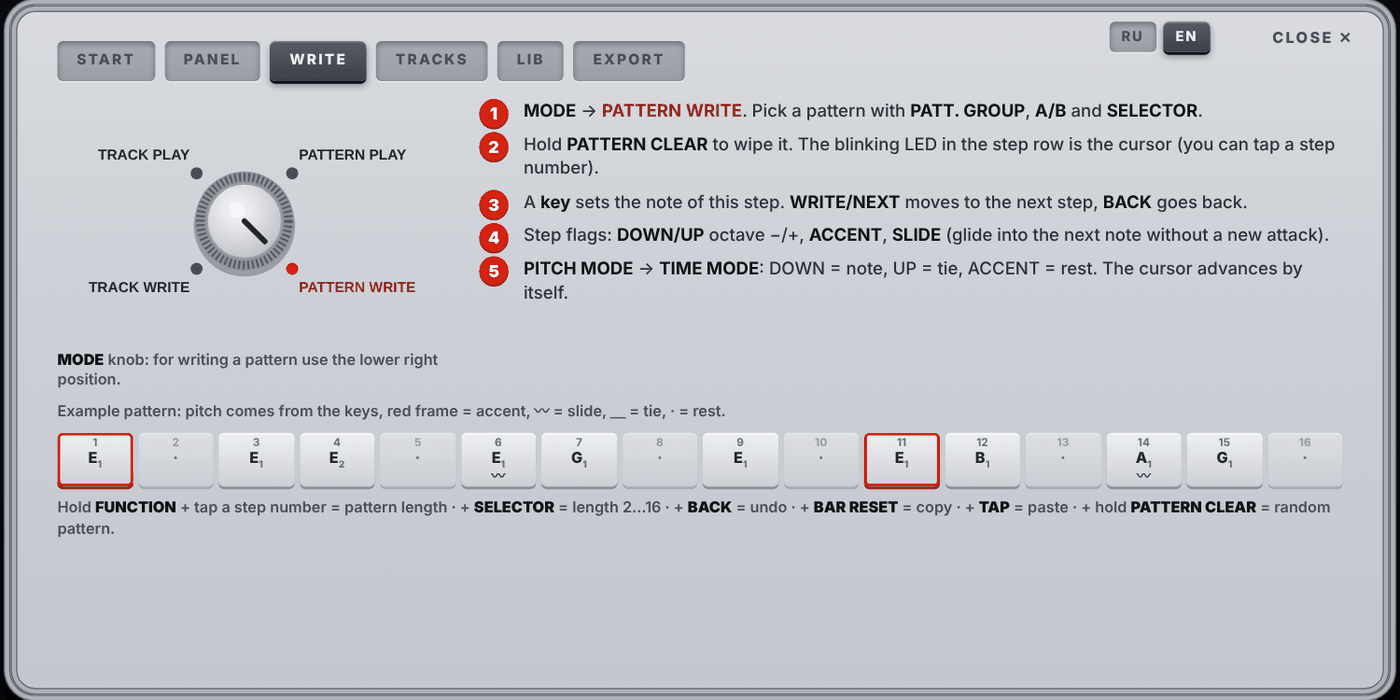 START PANEL WRITE TRACKS LIB EXPORT RU EN CLOSE ×
1 MODE → PATTERN WRITE. Pick a pattern with PATT. GROUP, A/B and SELECTOR.
2 Hold PATTERN CLEAR to wipe it. The blinking LED in the step row is the cursor (you can tap a step
number).
3 A key sets the note of this step. WRITE/NEXT moves to the next step, BACK goes back.
4 Step flags: DOWN/UP octave −/+, ACCENT, SLIDE (glide into the next note without a new attack).
5 PITCH MODE → TIME MODE: DOWN = note, UP = tie, ACCENT = rest. The cursor advances by
itself.
TRACK PLAY PATTERN PLAY
TRACK WRITE PATTERN WRITE
MODE knob: for writing a pattern use the lower right
position.
Example pattern: pitch comes from the keys, red frame = accent, 〰 = slide, __ = tie, · = rest.
1 2 3 4 5 6 7 8 9 10 11 12 13 14 15 16
E₁ · E₁ E₂ · E₁ G₁ · E₁ · E₁ B₁ · A₁ G₁ ·
〰 〰
Hold FUNCTION + tap a step number = pattern length · + SELECTOR = length 2...16 · + BACK = undo · + BAR RESET = copy · + TAP = paste · + hold PATTERN CLEAR = random
pattern.